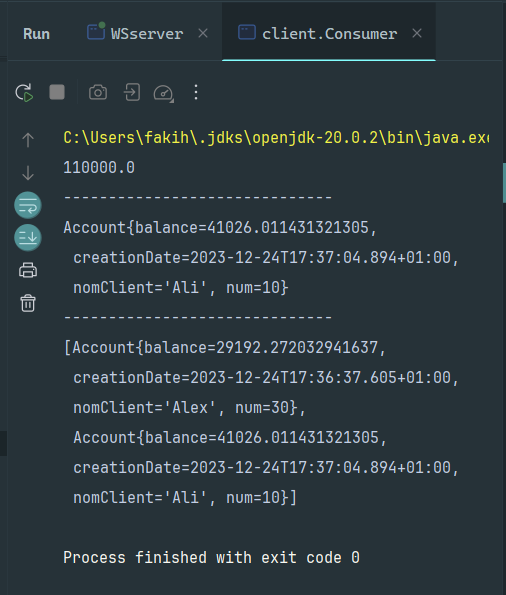 Run WSserver client.Consumer
C:\Users\fakih\.jdks\openjdk-20.0.2\bin\java.exe
110000.0
-----------------------------
Account{balance=41026.011431321305,
creationDate=2023-12-24T17:37:04.894+01:00,
nomClient='Ali', num=10}
-----------------------------
[Account{balance=29192.272032941637,
creationDate=2023-12-24T17:36:37.605+01:00,
nomClient='Alex', num=30},
Account{balance=41026.011431321305,
creationDate=2023-12-24T17:37:04.894+01:00,
nomClient='Ali', num=10}]
Process finished with exit code 0